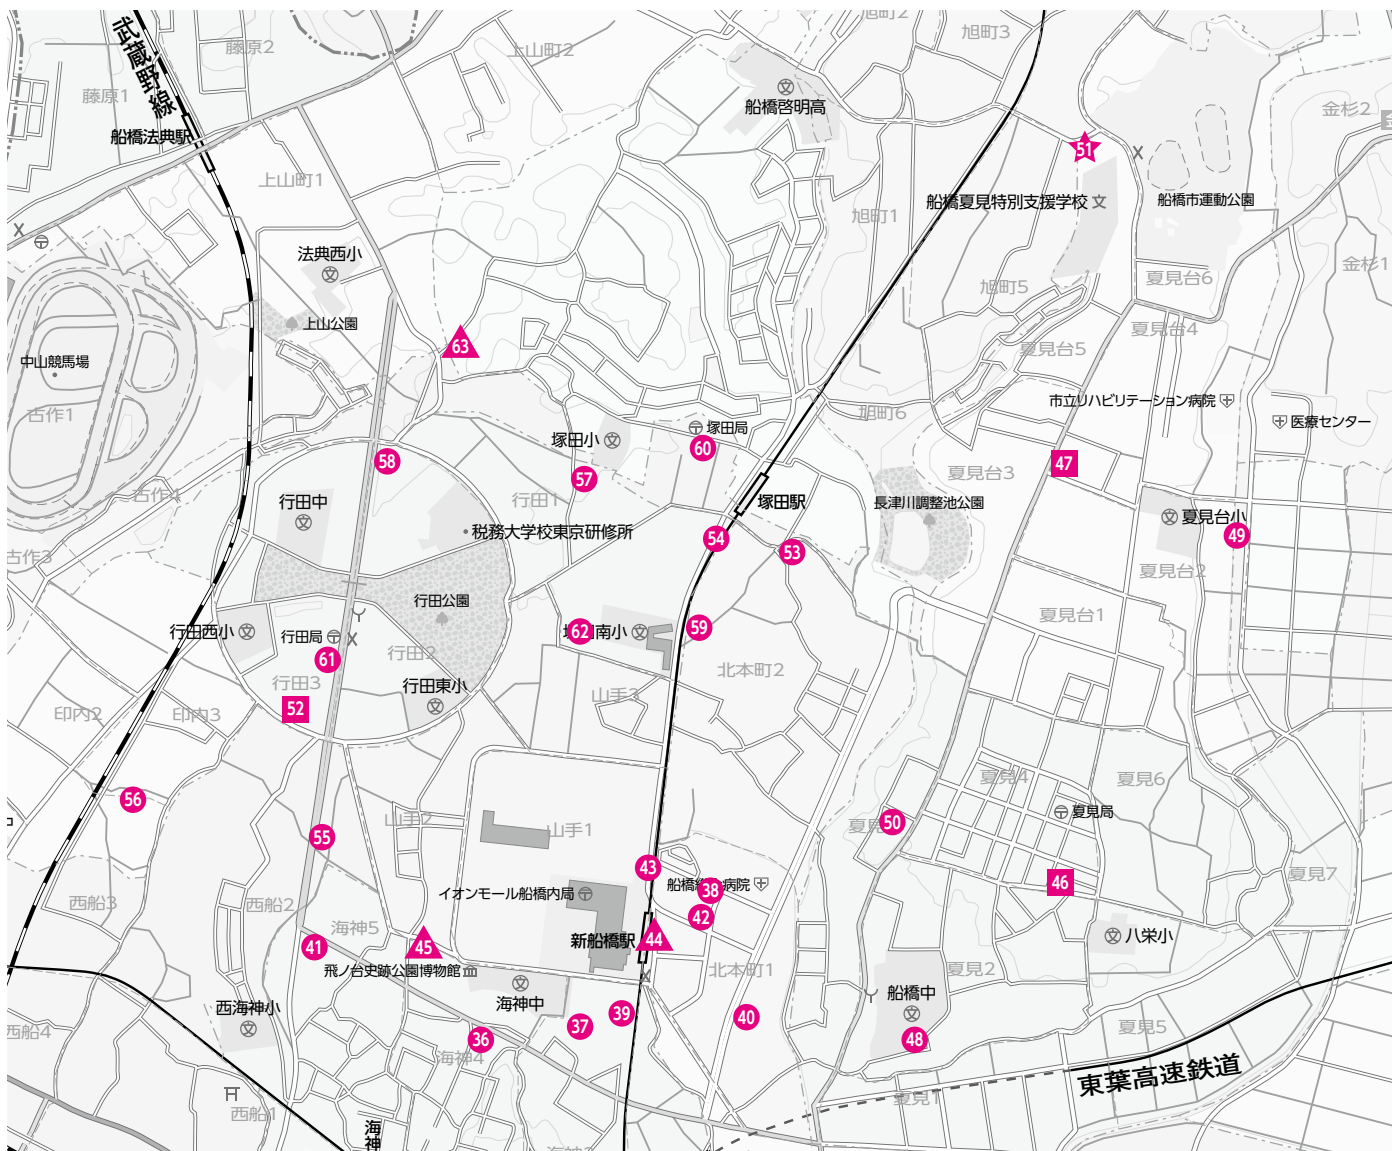 旭町2
旭町3
武蔵野線
藤原2
上山町2
藤原1
船橋啓明高
金杉2
船橋法典駅
51
上山町1
船橋夏見特別支援学校
船橋市運動公園
旭町1
法典西小
金杉1
夏見台6
旭町5
上山公園
夏見台4
63
夏見台5
中山競馬場
市立リハビリテーション病院
古作1
旭町6
医療センター
塚田局
塚田小
60
58
47
夏見台3
57
古作4
行田1
行田中
塚田駅
長津川調整池公園
夏見台小
税務大学校東京研修所
49
54
53
古作3
夏見台2
行田公園
夏見台1
行田西小
行田局
62
59
行田2
61
北本町2
行田3
行田東小
山手3
52
印内2
印内3
夏見4
夏見6
56
夏見局
50
山手2
山手1
55
43
夏見7
46
38
イオンモール船橋内局
西船3
西船2
42
海神5
八栄小
新船橋駅
44
41
45
飛ノ台史跡公園博物館
北本町1
夏見2
船橋中
海神中
西海神小
39
40
37
夏見5
西船4
36
48
海神4
東葉高速鉄道
夏見1
西船1
海神